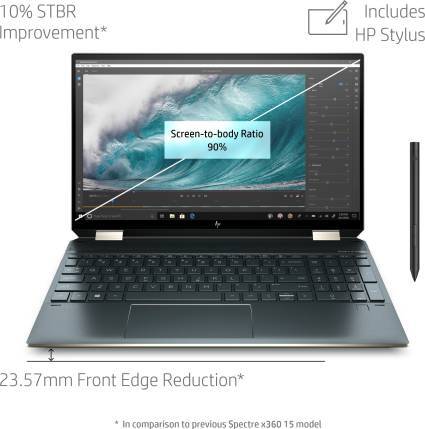 10% STBR
Improvement*
Includes
HP Stylus
Screen-to-body Ratio
90%
hp
23.57mm Front Edge Reduction*
* In comparison to previous Spectre x360 15 model